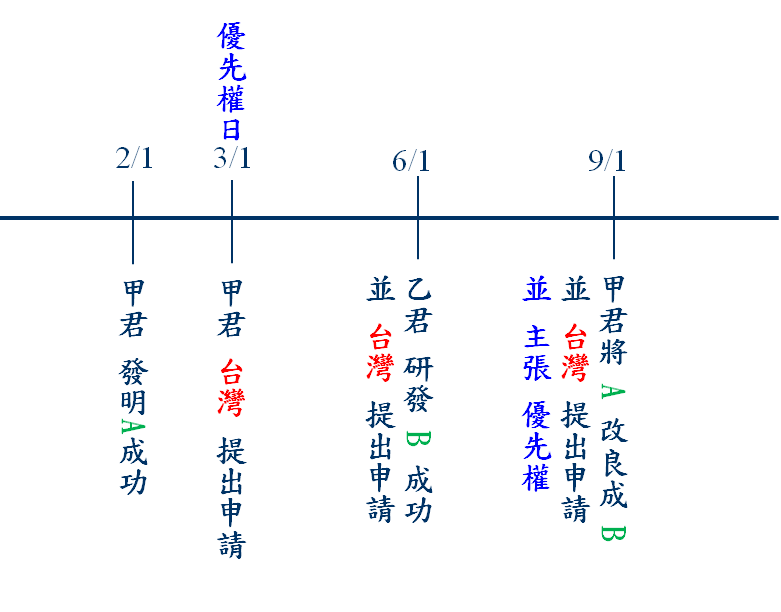 優先權日
2/1
3/1
6/1
9/1
甲君 發明A成功
甲君 台灣 提出申請
乙君 研發 B 成功
並 台灣 提出申請
甲君將 A 改良成 B
並 台灣 提出申請
並 主張 優先權